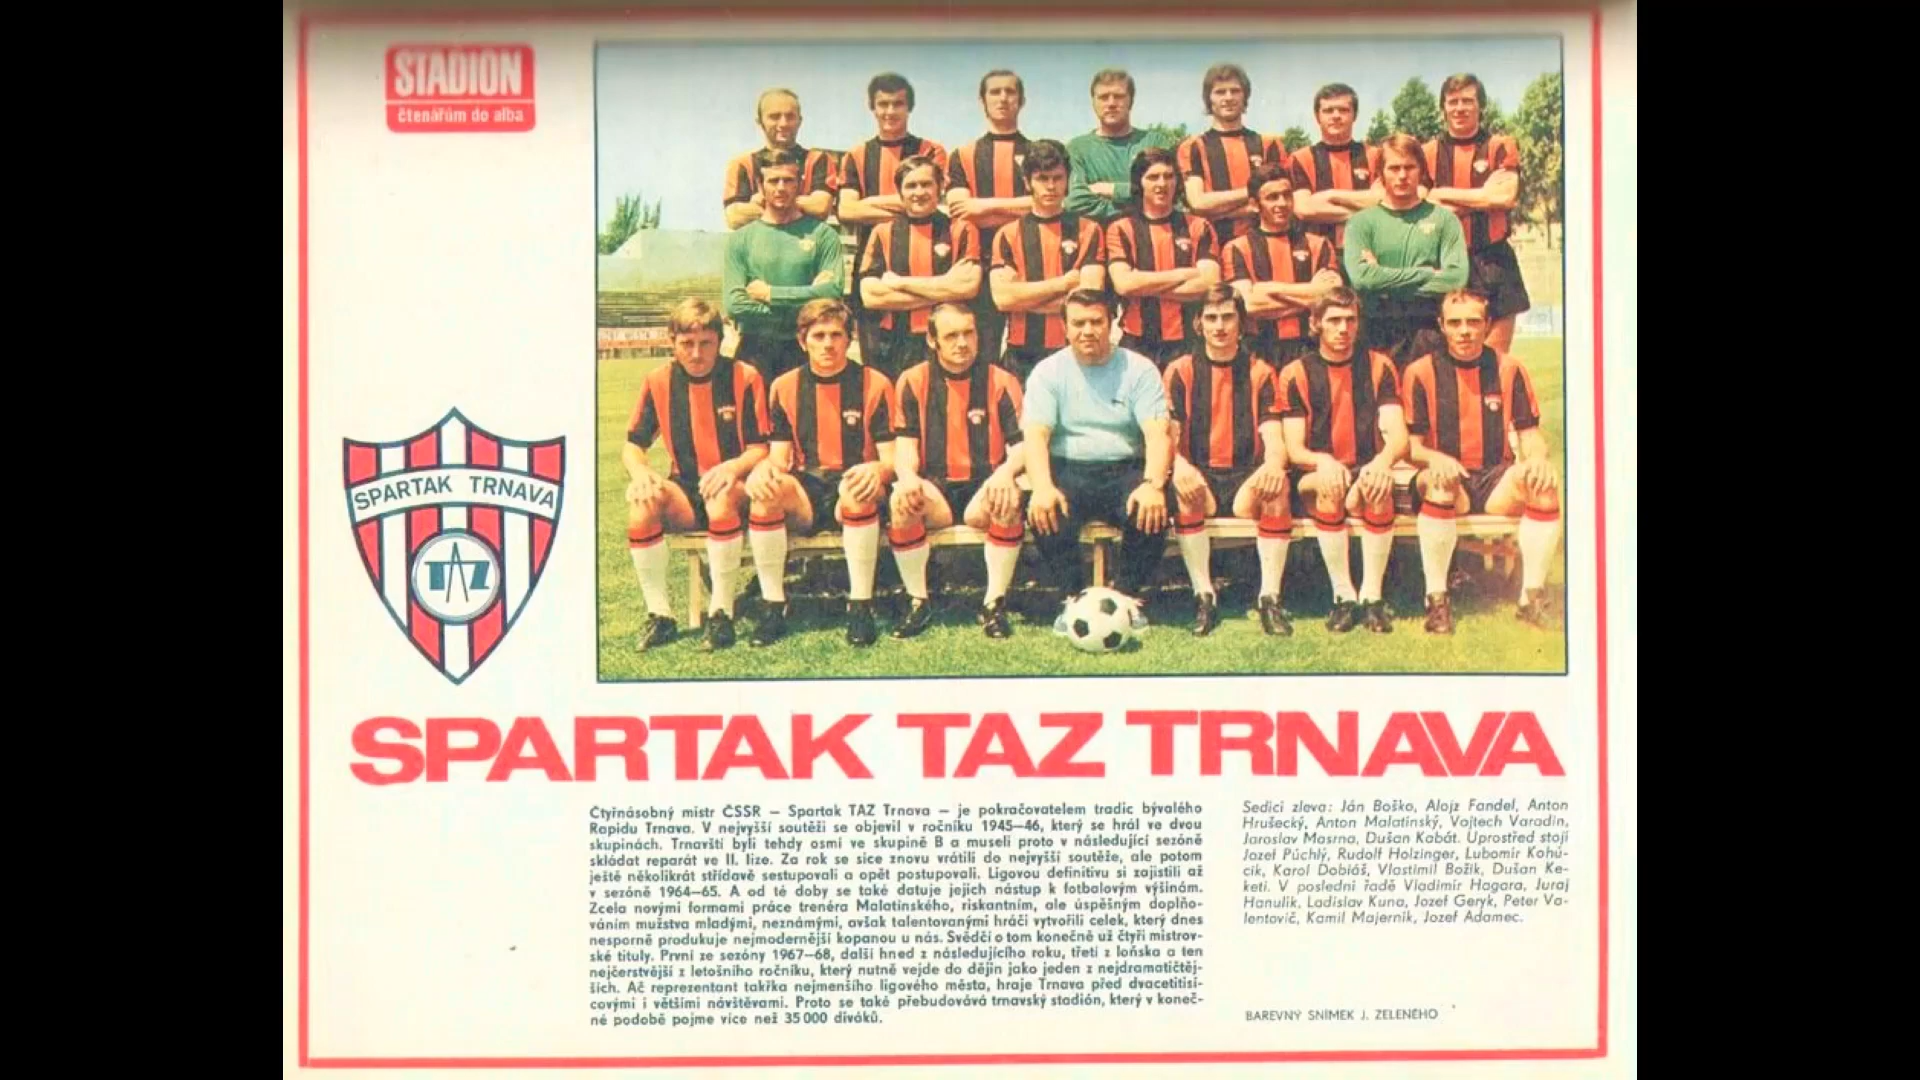 STADION
čtenářům do alba
SPARTAK TRNAVA
TAZ
SPARTAK TAZ TRNAVA
Čtyřnásobný mistr ČSSR — Spartak TAZ Trnava — je pokračovatelem tradic bývalého
Rapidu Trnava. V nejvyšší soutěži se objevil v ročníku 1945—46, který se hrál ve dvou
skupinách. Trnavští byli tehdy osmí ve skupině B a museli proto v následující sezóně
skládat reparát ve II. lize. Za rok se sice znovu vrátili do nejvyšší soutěže, ale potom
ještě několikrát střídavě sestupovali a opět postupovali. Ligovou definitivu si zajistili až
v sezóně 1964—65. A od té doby se také datuje jejich nástup k fotbalovým výšinám.
Zcela novými formami práce trenéra Malatinského, riskantním, ale úspěšným doplňo-
váním mužstva mladými, neznámými, avšak talentovanými hráči vytvořili celek, který dnes
nesporně produkuje nejmodernější kopanou u nás. Svědčí o tom konečně už čtyři mistrov-
ské tituly. První ze sezóny 1967—68, další hned z následujícího roku, třetí z loňska a ten
nejčerstvější z letošního ročníku, který nutně vejde do dějin jako jeden z nejdramatičtěj-
ších. Ač reprezentant takřka nejmenšího ligového města, hraje Trnava před dvacetitisí-
covými i většími návštěvami. Proto se také přebudovává trnavský stadión, který v koneč-
né podobě pojme více než 35 000 diváků.
Sedící zleva: Ján Boško, Alojz Fandel, Anton
Hrušecký, Anton Malatinský, Vojtech Varadin,
Jaroslav Masrna, Dušan Kabát. Uprostřed stojí
Jozef Púchlý, Rudolf Holzinger, Lubomír Kohú-
cik, Karol Dobiáš, Vlastimil Božik, Dušan Ke-
keti. V poslední řadě Vladimír Hagara, Juraj
Hanulík, Ladislav Kuna, Jozef Geryk, Peter Va-
lentovič, Kamil Majerník, Jozef Adamec.
BAREVNÝ SNÍMEK J. ZELENÉHO